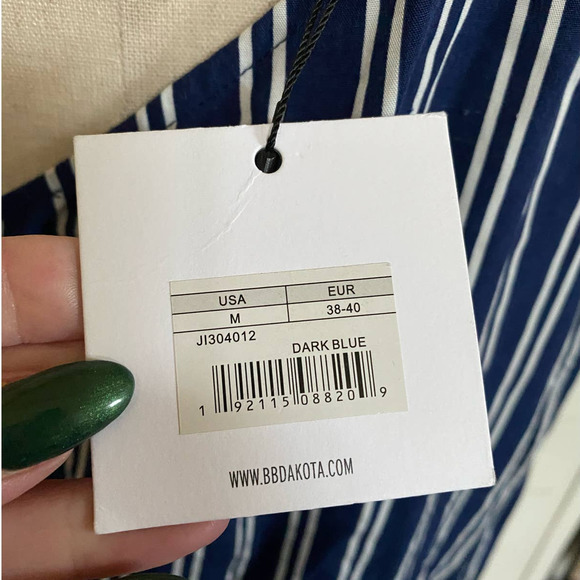 USA EUR
M 38-40
JI304012
DARK BLUE
1 92115 08820 9
WWW.BBDAKOTA.COM